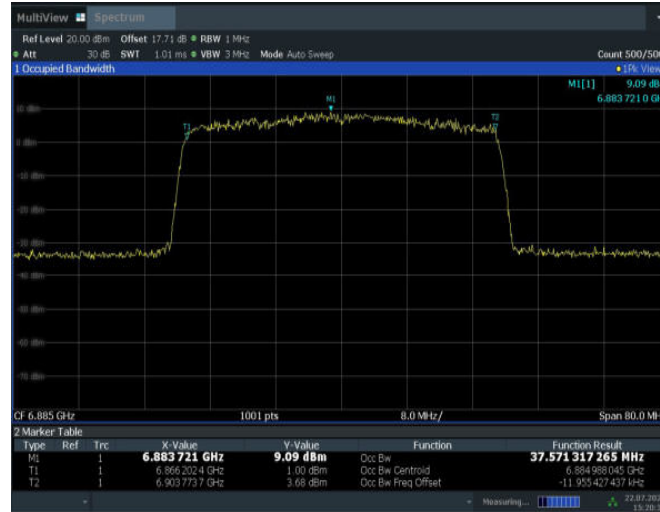 MultiView Spectrum
Ref Level 20.00 dBm Offset 17.71 dB RBW 1 MHz
Att 30 dB SWT 1.01 ms VBW 3 MHz Mode Auto Sweep Count 500/50
1 Occupied Bandwidth 1Pk View
M1[1] 9.09 dB
6.883 721 0 G
M1
T1
T2
10 dBm
0 dBm
-10 dBm
-20 dBm
-30 dBm
-40 dBm
-50 dBm
-60 dBm
-70 dBm
CF 6.885 GHz 1001 pts 8.0 MHz/ Span 80.0 MH
2 Marker Table
Type Ref Trc X-Value Y-Value Function Function Result
M1 1 6.883 721 GHz 9.09 dBm Occ Bw 37.571 317 265 MHz
T1 1 6.866 202 4 GHz 1.00 dBm Occ Bw Centroid 6.884 988 045 GHz
T2 1 6.903 773 7 GHz 3.68 dBm Occ Bw Freq Offset -11.955 427 437 kHz
Measuring... 22.07.202
15:20: